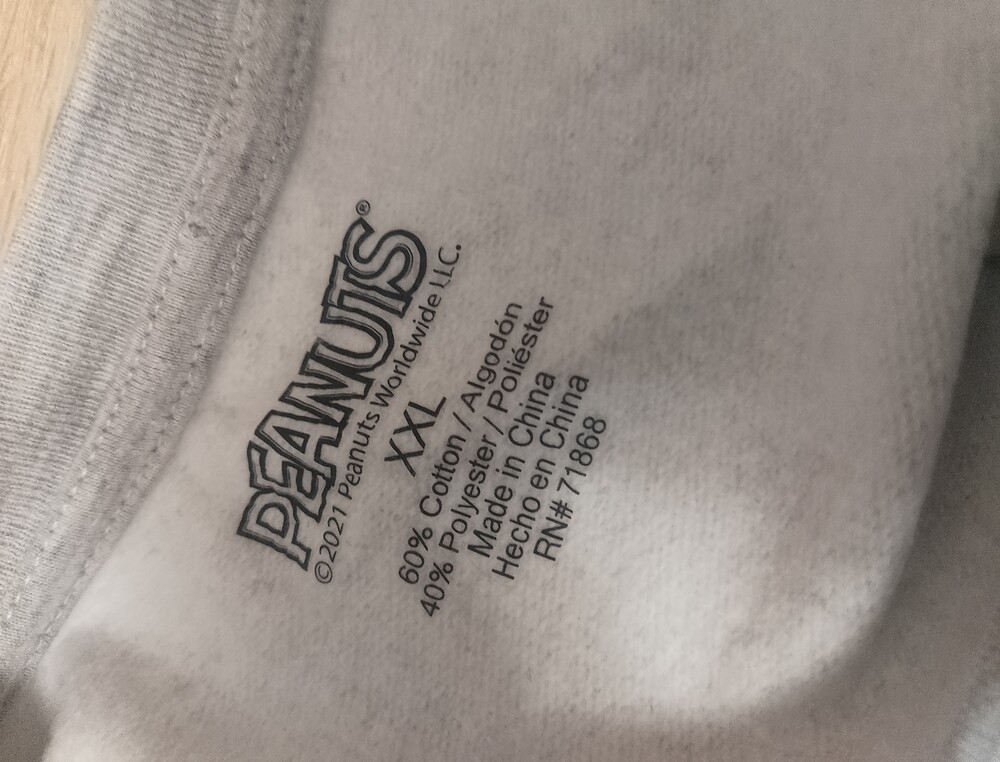 PEANUTS®
©2021 Peanuts Worldwide LLC.
XXL
60% Cotton / Algodón
40% Polyester / Poliéster
Made in China
Hecho en China
RN# 71868